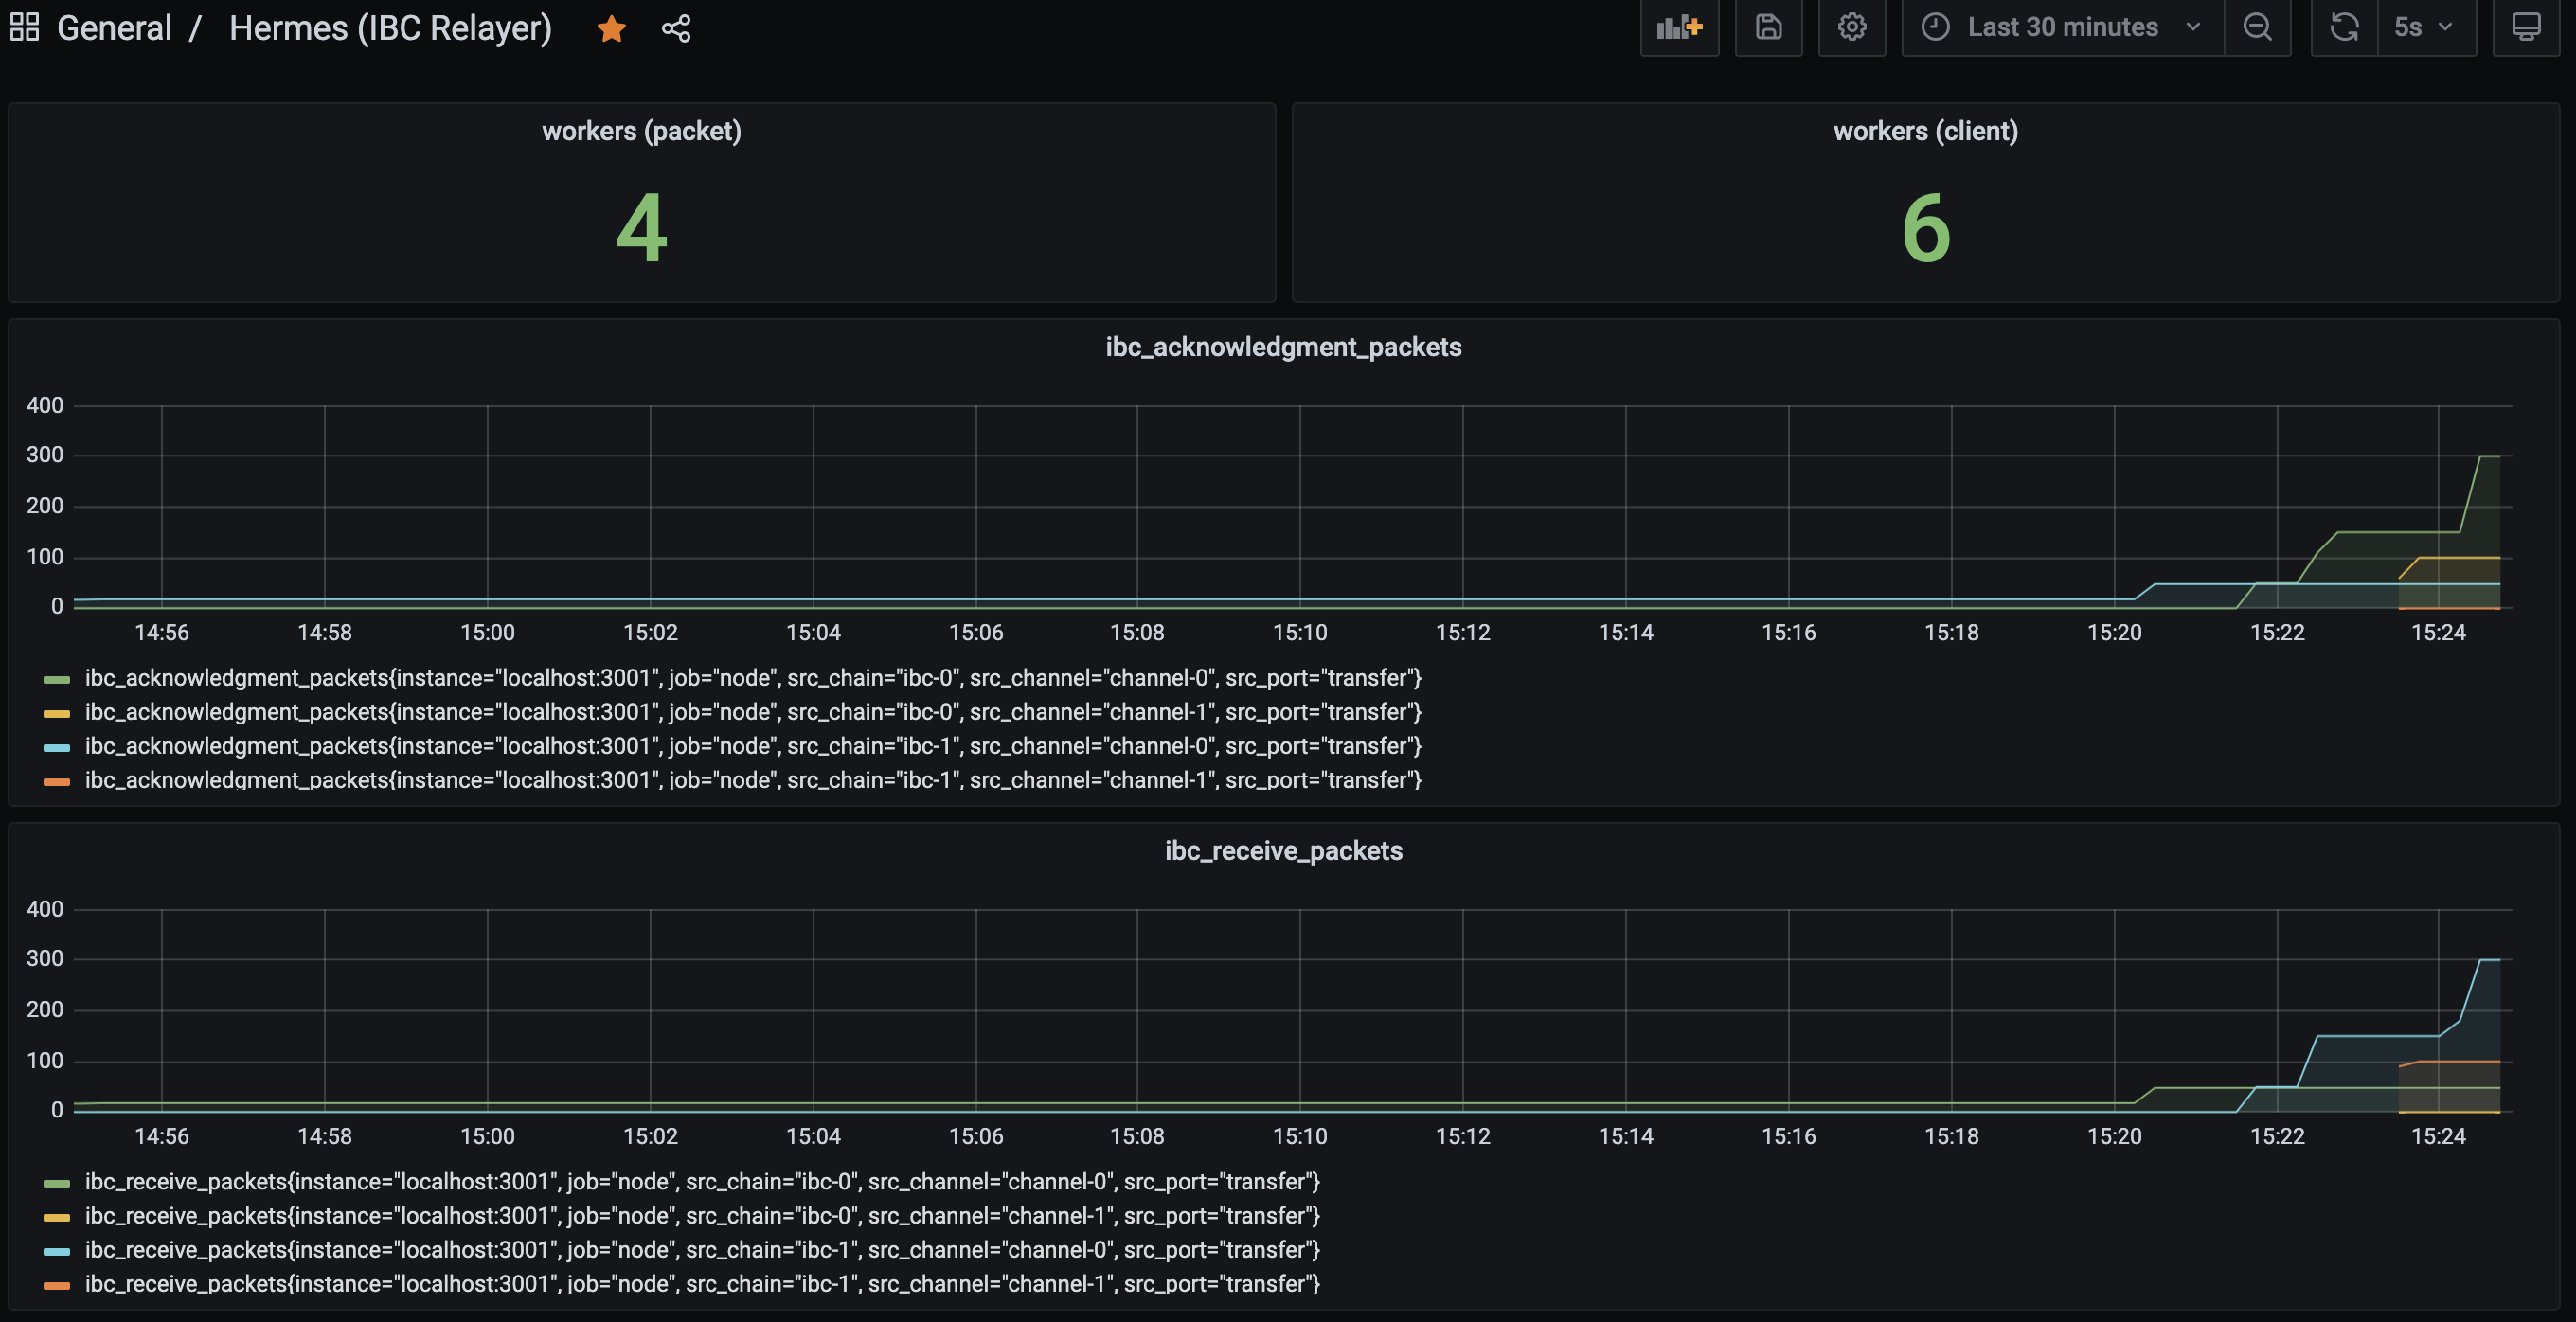 General / Hermes (IBC Relayer)
Last 30 minutes
5s
workers (packet)
4
workers (client)
6
ibc_acknowledgment_packets
400
300
200
100
0
14:56 14:58 15:00 15:02 15:04 15:06 15:08 15:10 15:12 15:14 15:16 15:18 15:20 15:22 15:24
ibc_acknowledgment_packets{instance="localhost:3001", job="node", src_chain="ibc-0", src_channel="channel-0", src_port="transfer"}
ibc_acknowledgment_packets{instance="localhost:3001", job="node", src_chain="ibc-0", src_channel="channel-1", src_port="transfer"}
ibc_acknowledgment_packets{instance="localhost:3001", job="node", src_chain="ibc-1", src_channel="channel-0", src_port="transfer"}
ibc_acknowledgment_packets{instance="localhost:3001", job="node", src_chain="ibc-1", src_channel="channel-1", src_port="transfer"}
ibc_receive_packets
400
300
200
100
0
14:56 14:58 15:00 15:02 15:04 15:06 15:08 15:10 15:12 15:14 15:16 15:18 15:20 15:22 15:24
ibc_receive_packets{instance="localhost:3001", job="node", src_chain="ibc-0", src_channel="channel-0", src_port="transfer"}
ibc_receive_packets{instance="localhost:3001", job="node", src_chain="ibc-0", src_channel="channel-1", src_port="transfer"}
ibc_receive_packets{instance="localhost:3001", job="node", src_chain="ibc-1", src_channel="channel-0", src_port="transfer"}
ibc_receive_packets{instance="localhost:3001", job="node", src_chain="ibc-1", src_channel="channel-1", src_port="transfer"}